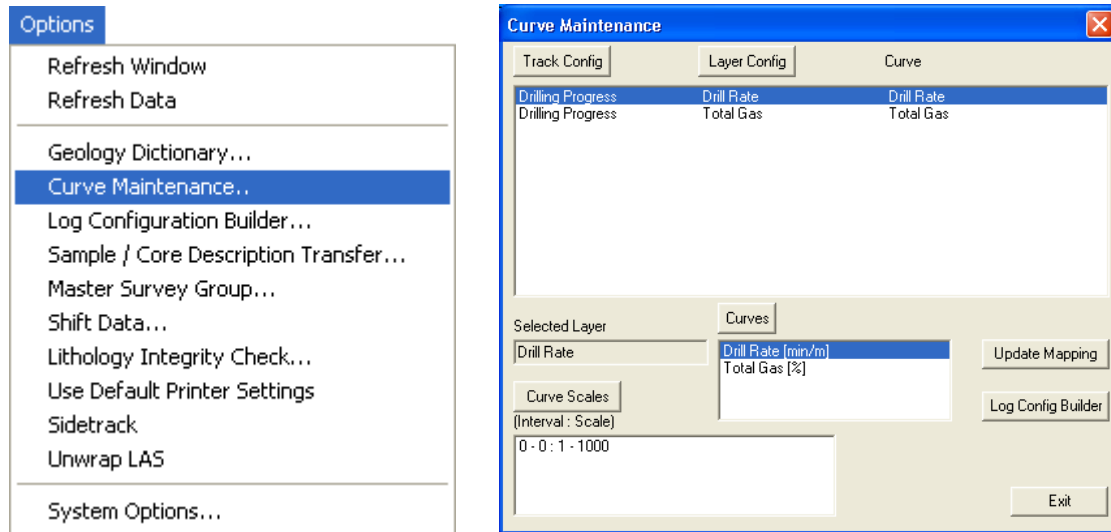 Options
Refresh Window
Refresh Data
Geology Dictionary...
Curve Maintenance..
Log Configuration Builder...
Sample / Core Description Transfer...
Master Survey Group...
Shift Data...
Lithology Integrity Check...
Use Default Printer Settings
Sidetrack
Unwrap LAS
System Options...
Curve Maintenance
Track Config Layer Config Curve
Drilling Progress Drill Rate Drill Rate
Drilling Progress Total Gas Total Gas
Selected Layer
Drill Rate
Curves
Drill Rate [min/m]
Total Gas [%]
Update Mapping
Log Config Builder
Curve Scales
(Interval : Scale)
0 - 0 : 1 - 1000
Exit